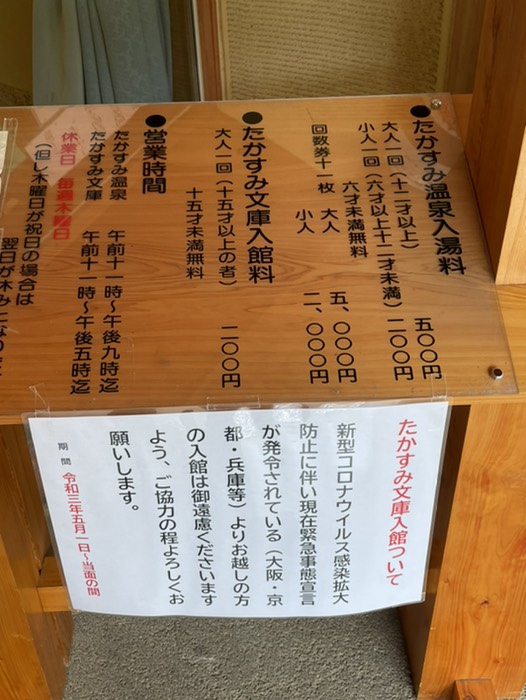 ●たかすみ温泉入湯料
大人一回(十二才以上) 五〇〇円
小人一回(六才以上十二才未満) 二〇〇円
六才未満無料
回数券十一枚 大人 五、〇〇〇円
小人 二、〇〇〇円
●たかすみ文庫入館料
大人一回(十五才以上の者) 二〇〇円
十五才未満無料
●営業時間
たかすみ温泉 午前十一時～午後九時迄
たかすみ文庫 午前十一時～午後五時迄
休業日 毎週木曜日
(但し木曜日が祝日の場合は
翌日が休みになります
たかすみ文庫入館ついて
新型コロナウイルス感染拡大
防止に伴い現在緊急事態宣言
が発令されている(大阪・京
都・兵庫等)よりお越しの方
の入館は御遠慮くださいます
よう、ご協力の程よろしくお
願いします。
期間 令和三年五月一日～当面の間